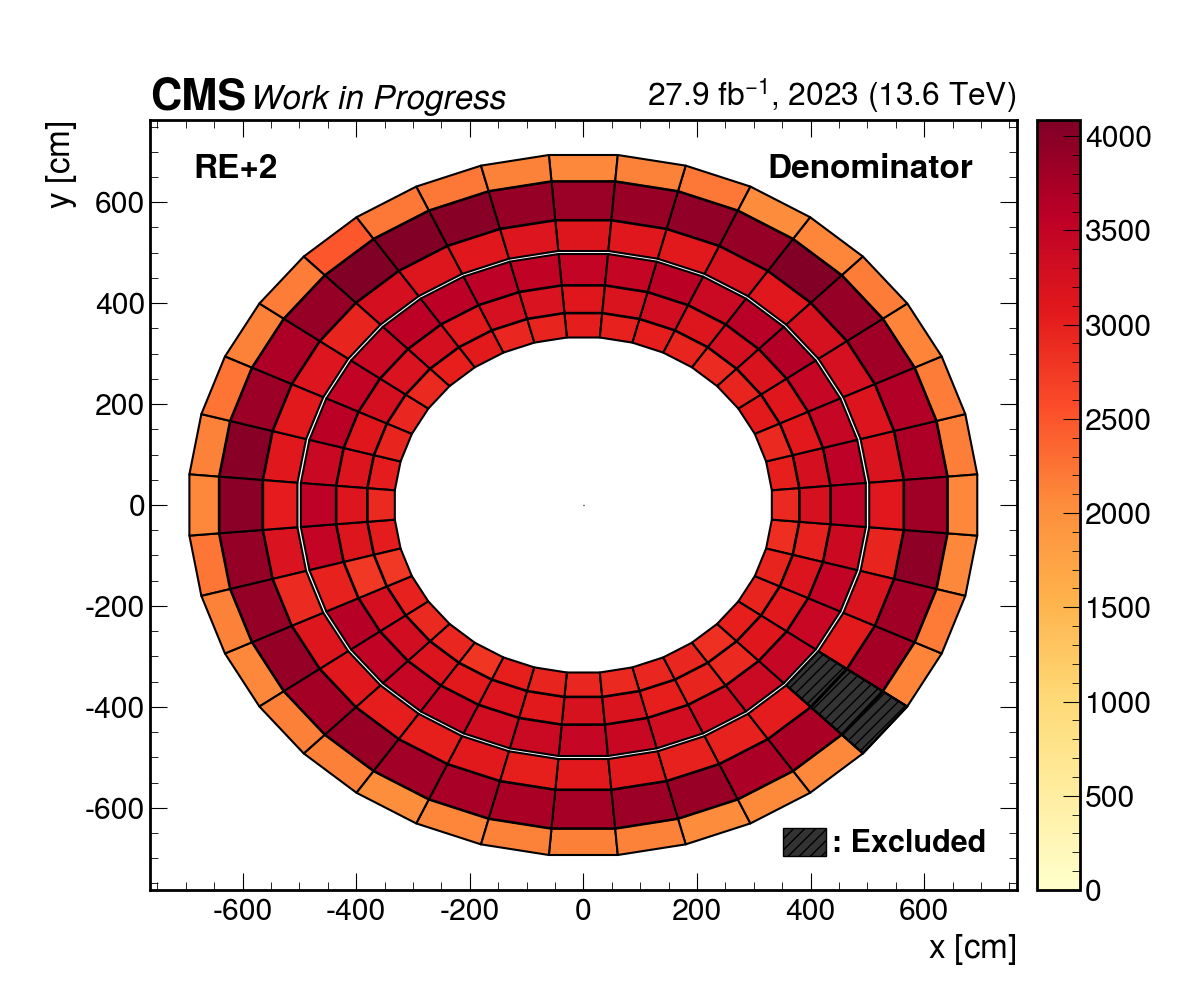 CMS Work in Progress
27.9 fb⁻¹, 2023 (13.6 TeV)
y [cm]
RE+2
Denominator
600
400
200
0
-200
-400
-600
: Excluded
-600 -400 -200 0 200 400 600
x [cm]
4000
3500
3000
2500
2000
1500
1000
500
0